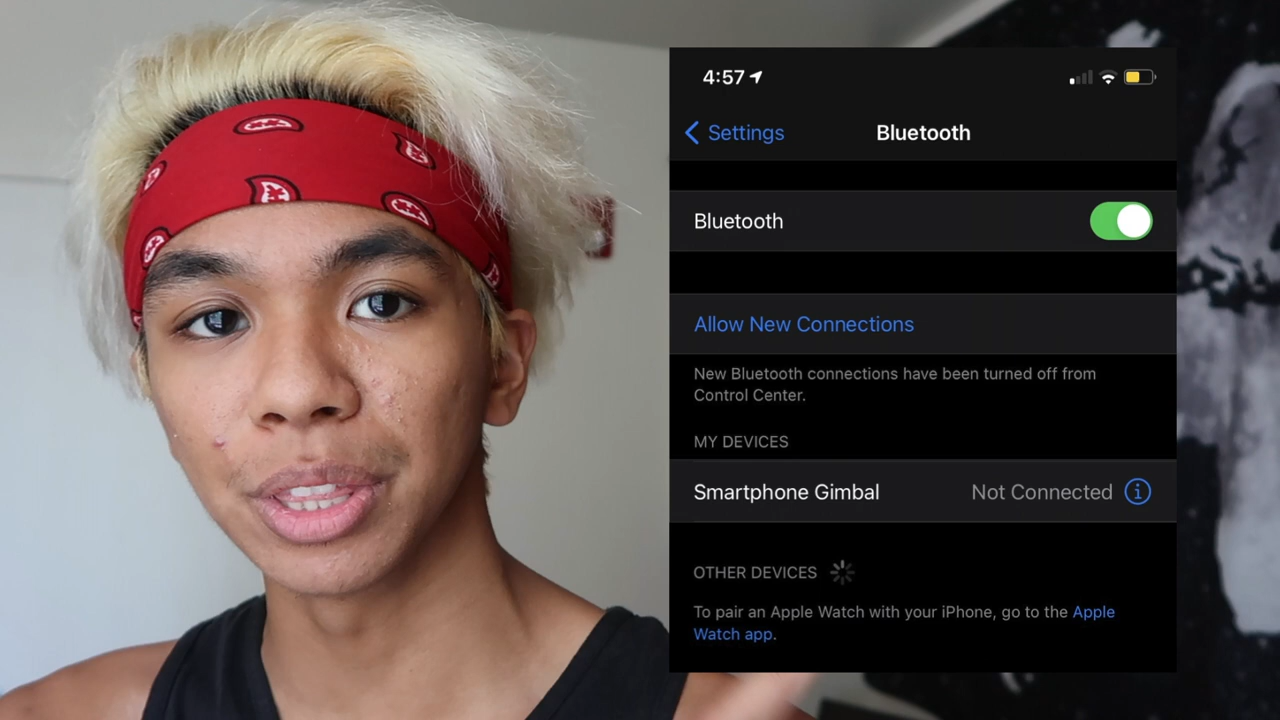 4:57
Settings
Bluetooth
Bluetooth
Allow New Connections
New Bluetooth connections have been turned off from
Control Center.
MY DEVICES
Smartphone Gimbal Not Connected
OTHER DEVICES
To pair an Apple Watch with your iPhone, go to the Apple
Watch app.